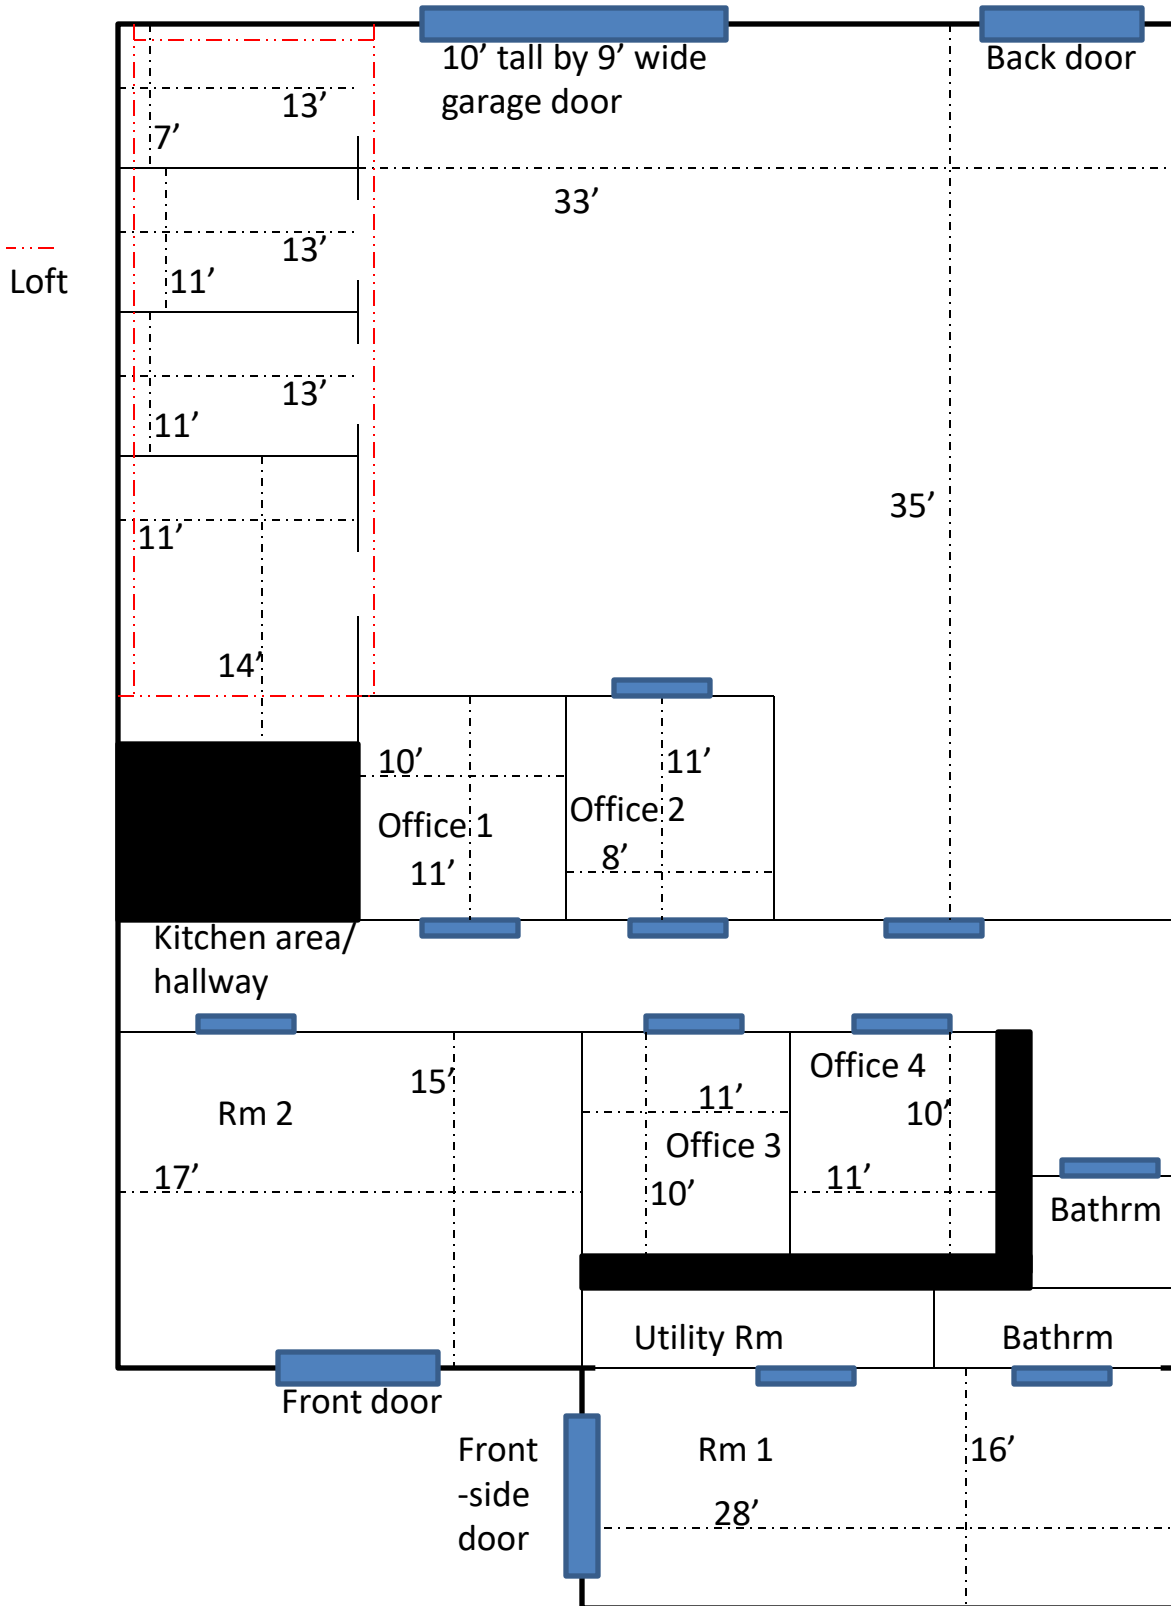 10’ tall by 9’ wide
garage door
Back door
13’
7’
33’
13’
Loft
11’
13’
11’
35’
11’
14’
10’
11’
Office 2
Office 1
8’
11’
Kitchen area/
hallway
Office 4
15’
11’
Rm 2
10’
Office 3
17’
10’
11’
Bathrm
Utility Rm
Bathrm
Front door
Front
-side
door
Rm 1
16’
28’